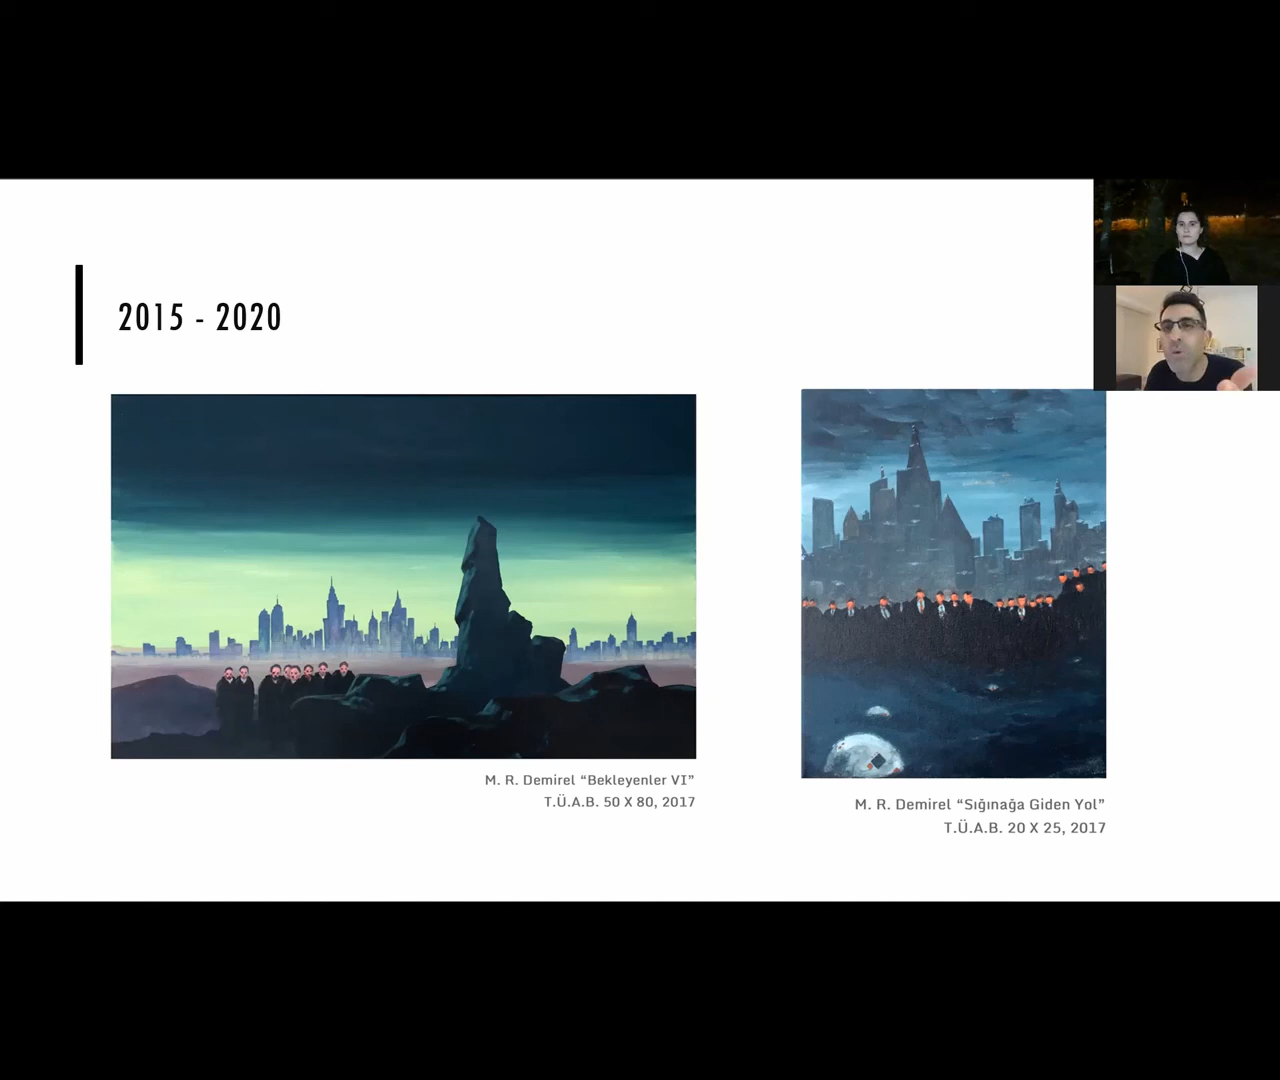 2015 - 2020
M. R. Demirel “Bekleyenler VI”
T.Ü.A.B. 50 X 80, 2017
M. R. Demirel “Sığınağa Giden Yol”
T.Ü.A.B. 20 X 25, 2017